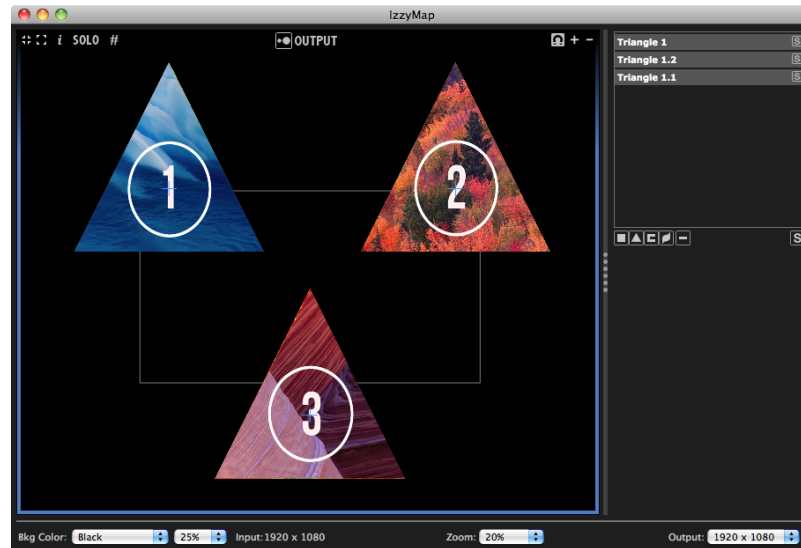 IzzyMap
i SOLO # OUTPUT + -
Triangle 1 S
Triangle 1.2 S
Triangle 1.1 S
1
2
3
S
Bkg Color: Black 25% Input:1920 x 1080 Zoom: 20% Output: 1920 x 1080